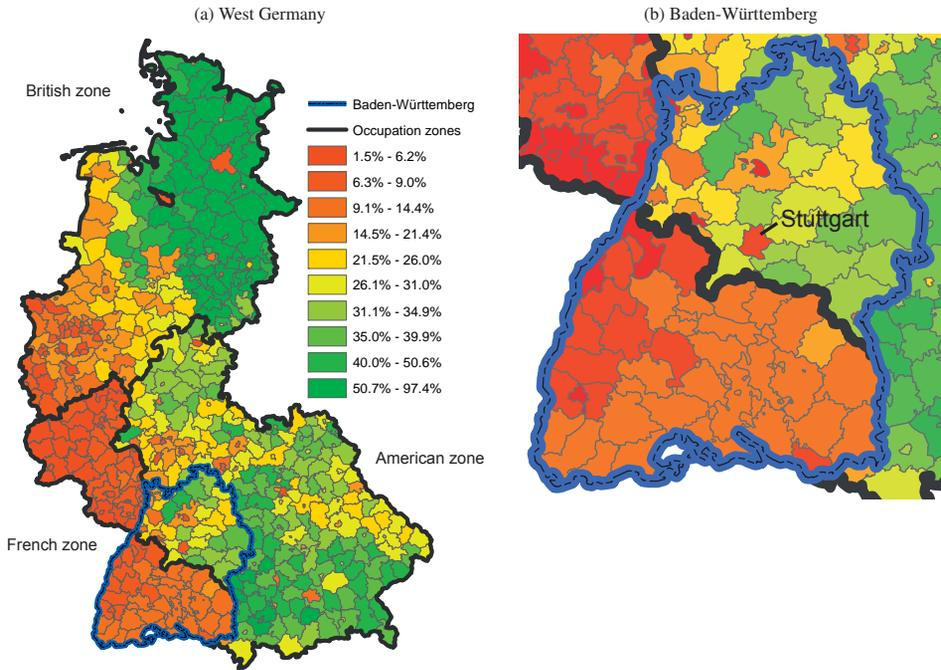 (a) West Germany
(b) Baden-Württemberg
British zone
Baden-Württemberg
Occupation zones
1.5% - 6.2%
6.3% - 9.0%
9.1% - 14.4%
14.5% - 21.4%
21.5% - 26.0%
26.1% - 31.0%
31.1% - 34.9%
35.0% - 39.9%
40.0% - 50.6%
50.7% - 97.4%
American zone
French zone
Stuttgart